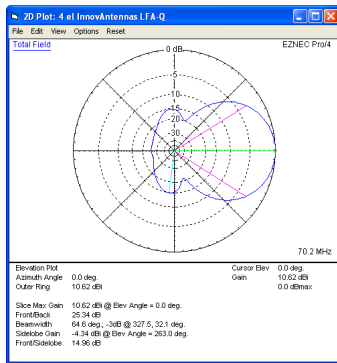 2D Plot: 4 el InnovAntennas LFA-Q
File Edit View Options Reset
Total Field
EZNEC Pro/4
0 dB
-5
-10
-15
-20
-30
70.2 MHz
Elevation Plot
Azimuth Angle 0.0 deg.
Outer Ring 10.62 dBi
Cursor Elev 0.0 deg.
Gain 10.62 dBi
0.0 dBmax
Slice Max Gain 10.62 dBi @ Elev Angle = 0.0 deg.
Front/Back 25.34 dB
Beamwidth 64.6 deg.; -3dB @ 327.5, 32.1 deg.
Sidelobe Gain -4.34 dBi @ Elev Angle = 263.0 deg.
Front/Sidelobe 14.96 dB